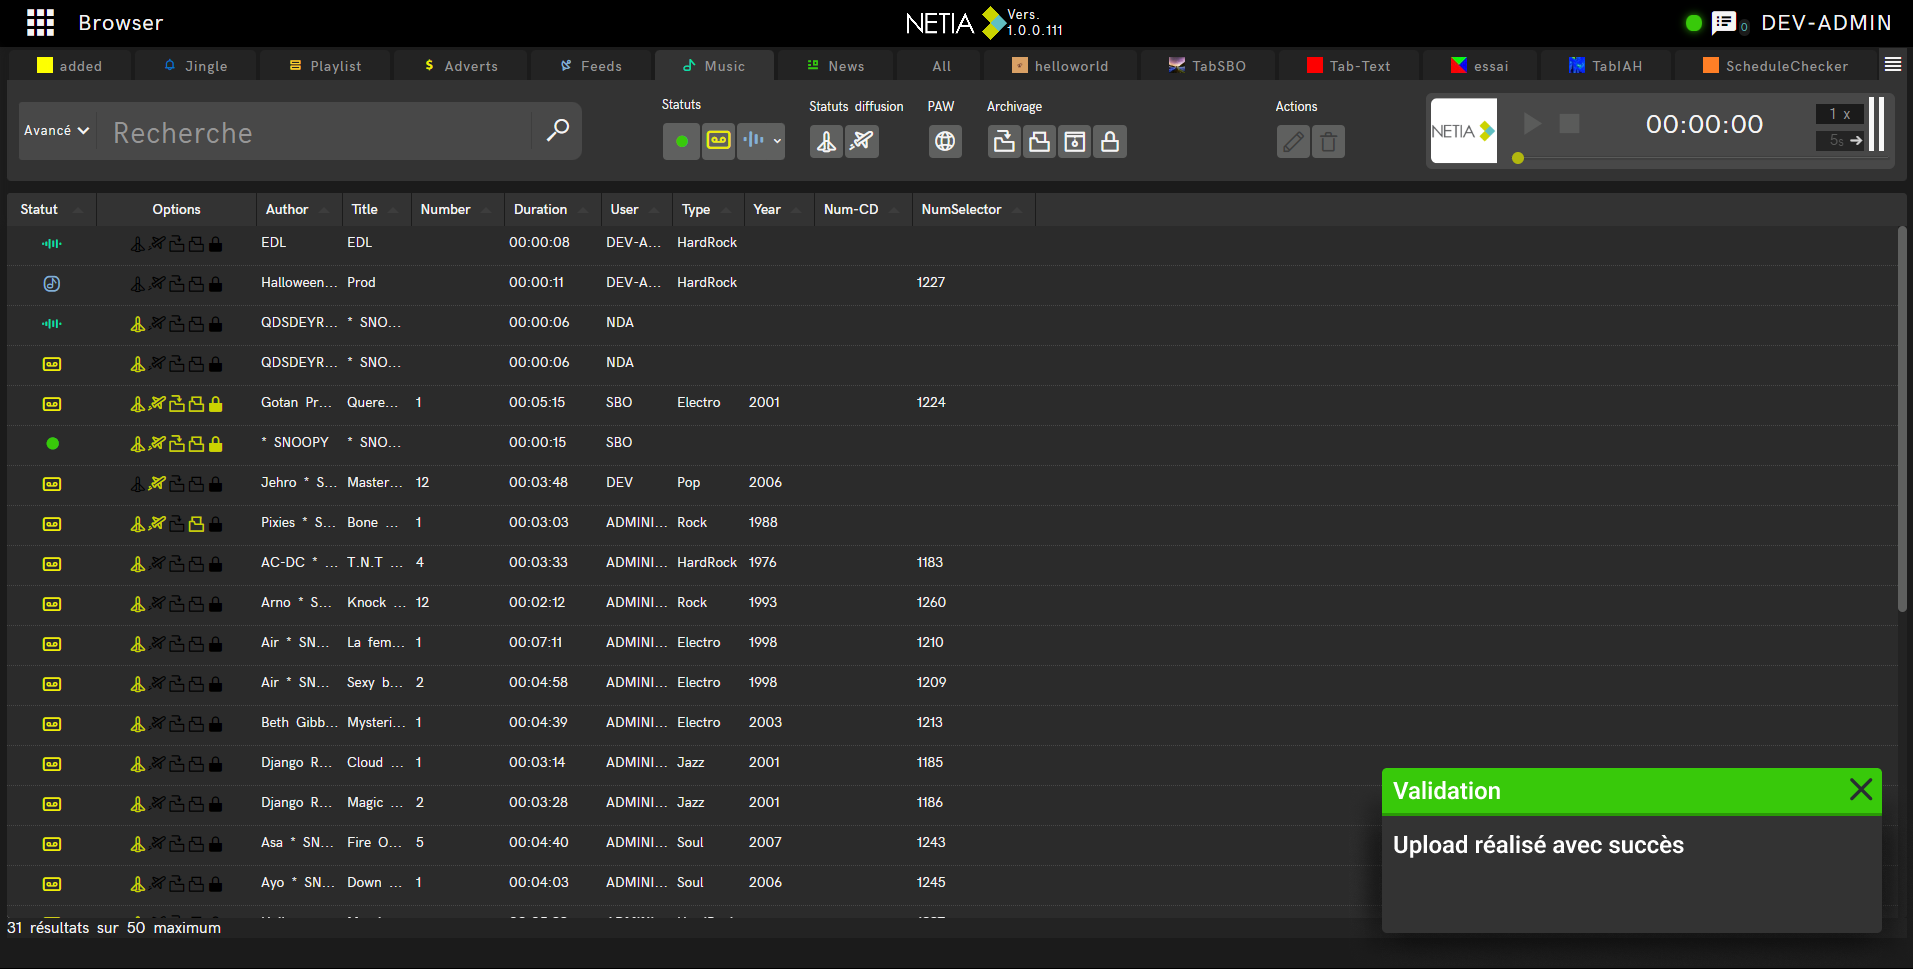 Browser
NETIA Vers. 1.0.0.111
0 DEV-ADMIN
added Jingle Playlist Adverts Feeds Music News All helloworld TabSBO Tab-Text essai TabIAH ScheduleChecker
Statuts Statuts diffusion PAW Archivage Actions
Avancé Recherche
NETIA 00:00:00 1 x
5s
Statut Options Author Title Number Duration User Type Year Num-CD NumSelector
EDL EDL 00:00:08 DEV-A... HardRock
Halloween... Prod 00:00:11 DEV-A... HardRock 1227
QDSDEYR... * SNO... 00:00:06 NDA
QDSDEYR... * SNO... 00:00:06 NDA
Gotan Pr... Quere... 1 00:05:15 SBO Electro 2001 1224
* SNOOPY * SNO... 00:00:15 SBO
Jehro * S... Master... 12 00:03:48 DEV Pop 2006
Pixies * S... Bone ... 1 00:03:03 ADMINI... Rock 1988
AC-DC * ... T.N.T ... 4 00:03:33 ADMINI... HardRock 1976 1183
Arno * S... Knock ... 12 00:02:12 ADMINI... Rock 1993 1260
Air * SN... La fem... 1 00:07:11 ADMINI... Electro 1998 1210
Air * SN... Sexy b... 2 00:04:58 ADMINI... Electro 1998 1209
Beth Gibb... Mysteri... 1 00:04:39 ADMINI... Electro 2003 1213
Django R... Cloud ... 1 00:03:14 ADMINI... Jazz 2001 1185
Django R... Magic ... 2 00:03:28 ADMINI... Jazz 2001 1186
Asa * SN... Fire O... 5 00:04:40 ADMINI... Soul 2007 1243
Ayo * SN... Down ... 1 00:04:03 ADMINI... Soul 2006 1245
31 résultats sur 50 maximum
Validation
Upload réalisé avec succès